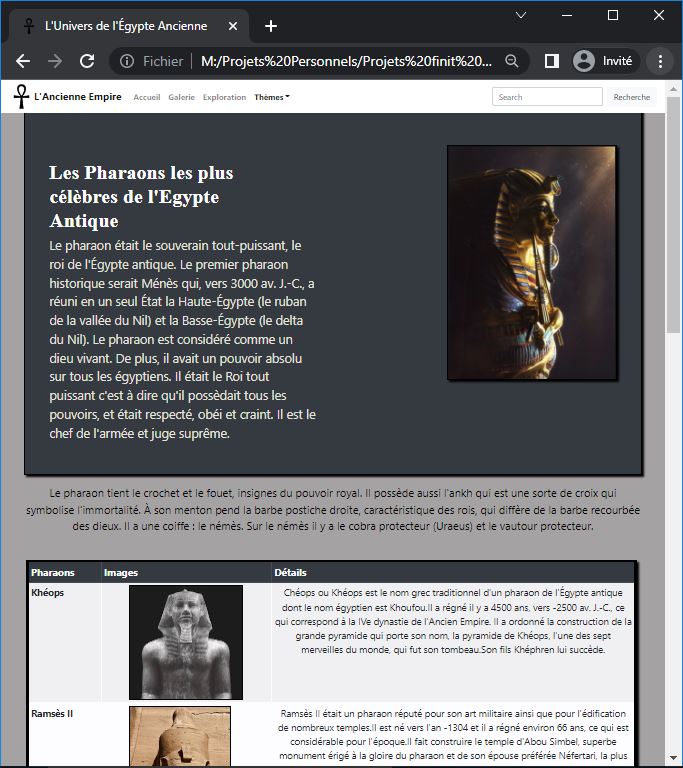 L'Univers de l'Égypte Ancienne
Fichier M:/Projets%20Personnels/Projets%20finit%20... Invité
L'Ancienne Empire Accueil Galerie Exploration Thèmes Search Recherche
Les Pharaons les plus
célèbres de l'Egypte
Antique
Le pharaon était le souverain tout-puissant, le
roi de l'Égypte antique. Le premier pharaon
historique serait Ménès qui, vers 3000 av. J.-C., a
réuni en un seul État la Haute-Égypte (le ruban
de la vallée du Nil) et la Basse-Égypte (le delta
du Nil). Le pharaon est considéré comme un
dieu vivant. De plus, il avait un pouvoir absolu
sur tous les égyptiens. Il était le Roi tout
puissant c'est à dire qu'il possèdait tous les
pouvoirs, et était respecté, obéi et craint. Il est le
chef de l'armée et juge suprême.
Le pharaon tient le crochet et le fouet, insignes du pouvoir royal. Il possède aussi l'ankh qui est une sorte de croix qui
symbolise l'immortalité. À son menton pend la barbe postiche droite, caractéristique des rois, qui diffère de la barbe recourbée
des dieux. Il a une coiffe : le némès. Sur le némès il y a le cobra protecteur (Uraeus) et le vautour protecteur.
Pharaons Images Détails
Khéops
Chéops ou Khéops est le nom grec traditionnel d'un pharaon de l'Égypte antique
dont le nom égyptien est Khoufou.Il a régné il y a 4500 ans, vers -2500 av. J.-C., ce
qui correspond à la IVe dynastie de l'Ancien Empire. Il a ordonné la construction de la
grande pyramide qui porte son nom, la pyramide de Khéops, l'une des sept
merveilles du monde, qui fut son tombeau.Son fils Khéphren lui succède.
Ramsès II
Ramsès II était un pharaon réputé pour son art militaire ainsi que pour l'édification
de nombreux temples.Il est né vers l'an -1304 et il a régné environ 66 ans, ce qui est
considérable pour l'époque.Il fait construire le temple d'Abou Simbel, superbe
monument érigé à la gloire du pharaon et de son épouse préférée Néfertari, la plus